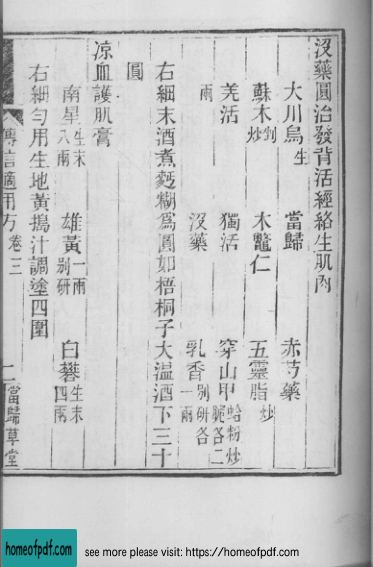 沒藥圓治發背活經絡生肌肉
大川烏生 當歸 赤芍藥
蘇木剉炒 木鼈仁 五靈脂炒
羌活 獨活 穿山甲蛤粉炒脆各二
兩 沒藥 乳香別研各一兩
右細末酒煮麪糊為圓如梧桐子大温酒下三十
圓
凉血護肌膏
南星生末八兩 雄黃一兩別研 白礬生末四兩
右細勻用生地黃搗汁調塗四圍
傳信適用方 卷三 二 當歸草堂
homeofpdf.com
see more please visit: https://homeofpdf.com